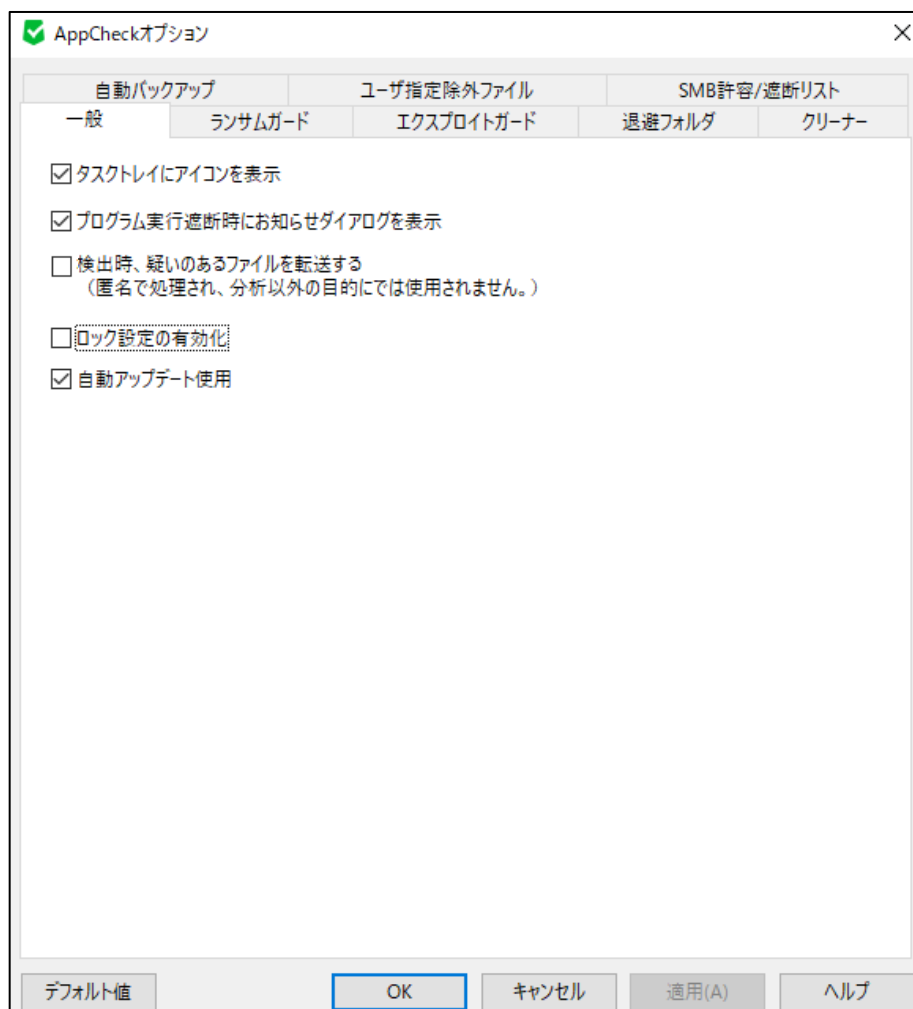 AppCheckオプション
自動バックアップ
ユーザ指定除外ファイル
SMB許容/遮断リスト
一般
ランサムガード
エクスプロイトガード
退避フォルダ
クリーナー
タスクトレイにアイコンを表示
プログラム実行遮断時にお知らせダイアログを表示
検出時、疑いのあるファイルを転送する
（匿名で処理され、分析以外の目的にでは使用されません。）
ロック設定の有効化
自動アップデート使用
デフォルト値
OK
キャンセル
適用(A)
ヘルプ